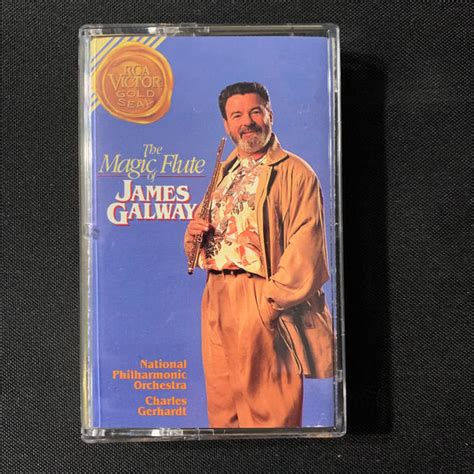 RCA
VICTOR
GOLD
SEAL
The
Magic Flute
of
JAMES
GALWAY
National
Philharmonic
Orchestra
Charles
Gerhardt